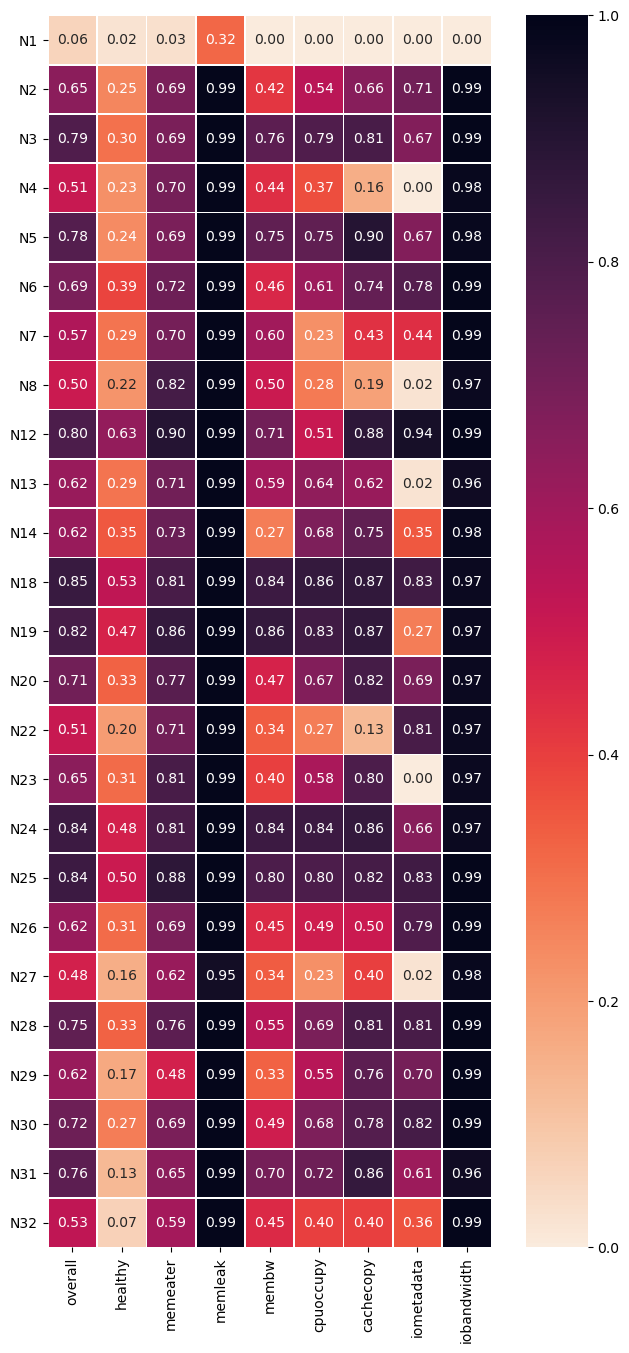 N1 0.06 0.02 0.03 0.32 0.00 0.00 0.00 0.00 0.00
N2 0.65 0.25 0.69 0.99 0.42 0.54 0.66 0.71 0.99
N3 0.79 0.30 0.69 0.99 0.76 0.79 0.81 0.67 0.99
N4 0.51 0.23 0.70 0.99 0.44 0.37 0.16 0.00 0.98
N5 0.78 0.24 0.69 0.99 0.75 0.75 0.90 0.67 0.98
N6 0.69 0.39 0.72 0.99 0.46 0.61 0.74 0.78 0.99
N7 0.57 0.29 0.70 0.99 0.60 0.23 0.43 0.44 0.99
N8 0.50 0.22 0.82 0.99 0.50 0.28 0.19 0.02 0.97
N12 0.80 0.63 0.90 0.99 0.71 0.51 0.88 0.94 0.99
N13 0.62 0.29 0.71 0.99 0.59 0.64 0.62 0.02 0.96
N14 0.62 0.35 0.73 0.99 0.27 0.68 0.75 0.35 0.98
N18 0.85 0.53 0.81 0.99 0.84 0.86 0.87 0.83 0.97
N19 0.82 0.47 0.86 0.99 0.86 0.83 0.87 0.27 0.97
N20 0.71 0.33 0.77 0.99 0.47 0.67 0.82 0.69 0.97
N22 0.51 0.20 0.71 0.99 0.34 0.27 0.13 0.81 0.97
N23 0.65 0.31 0.81 0.99 0.40 0.58 0.80 0.00 0.97
N24 0.84 0.48 0.81 0.99 0.84 0.84 0.86 0.66 0.97
N25 0.84 0.50 0.88 0.99 0.80 0.80 0.82 0.83 0.99
N26 0.62 0.31 0.69 0.99 0.45 0.49 0.50 0.79 0.99
N27 0.48 0.16 0.62 0.95 0.34 0.23 0.40 0.02 0.98
N28 0.75 0.33 0.76 0.99 0.55 0.69 0.81 0.81 0.99
N29 0.62 0.17 0.48 0.99 0.33 0.55 0.76 0.70 0.99
N30 0.72 0.27 0.69 0.99 0.49 0.68 0.78 0.82 0.99
N31 0.76 0.13 0.65 0.99 0.70 0.72 0.86 0.61 0.96
N32 0.53 0.07 0.59 0.99 0.45 0.40 0.40 0.36 0.99
overall healthy memeater memleak membw cpuoccupy cachecopy iometadata iobandwidth
1.0
0.8
0.6
0.4
0.2
0.0